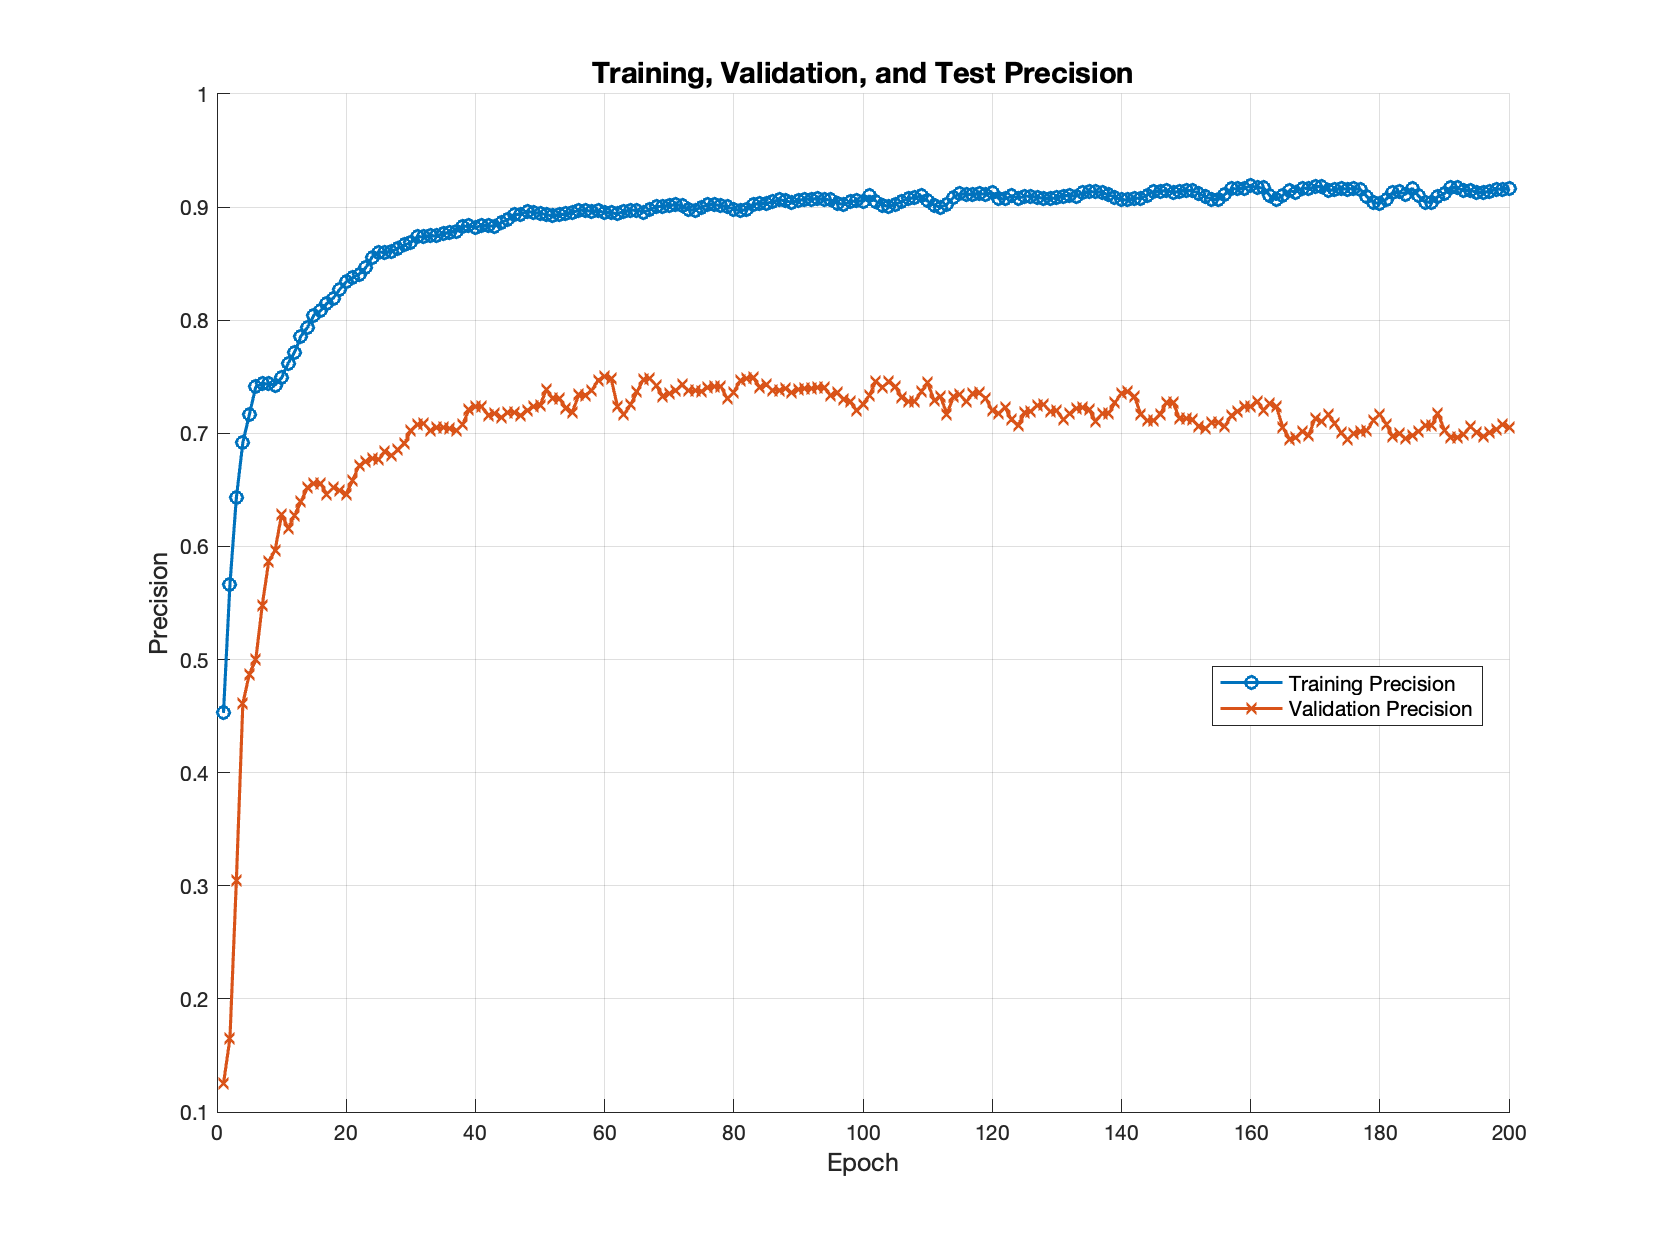 Training, Validation, and Test Precision
1
0.9
0.8
0.7
0.6
0.5
0.4
0.3
0.2
0.1
Precision
Training Precision
Validation Precision
0 20 40 60 80 100 120 140 160 180 200
Epoch